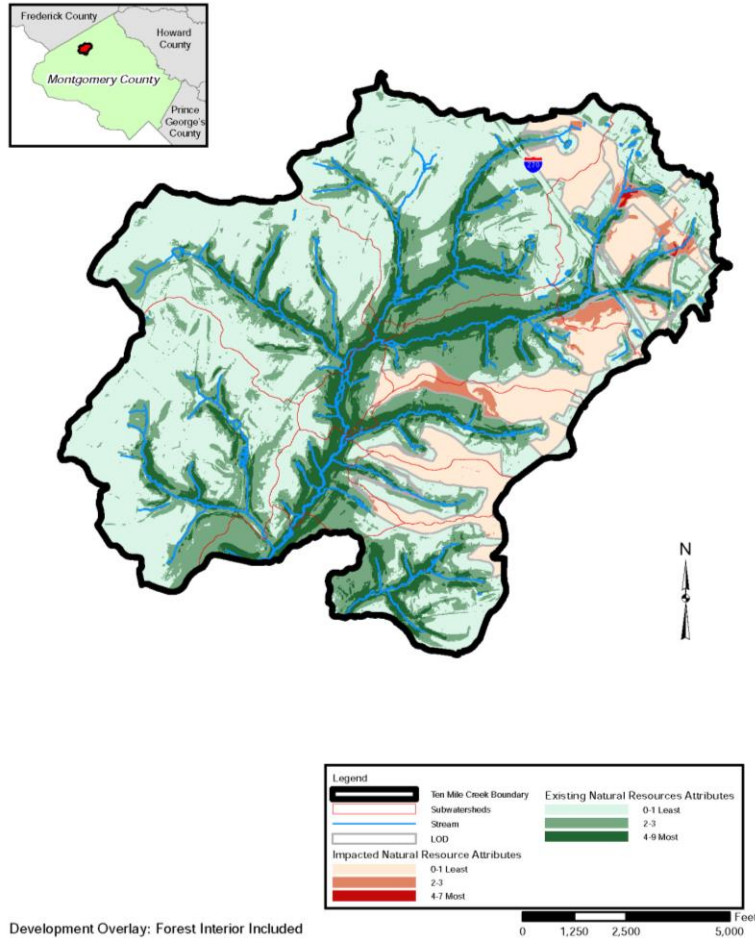 Frederick County
Howard
County
Montgomery County
Prince
George's
County
270
N
Legend
Ten Mile Creek Boundary
Subwatersheds
Stream
LOD
Impacted Natural Resource Attributes
0-1 Least
2-3
4-7 Most
Existing Natural Resources Attributes
0-1 Least
2-3
4-9 Most
Development Overlay: Forest Interior Included
Feet
0 1,250 2,500 5,000